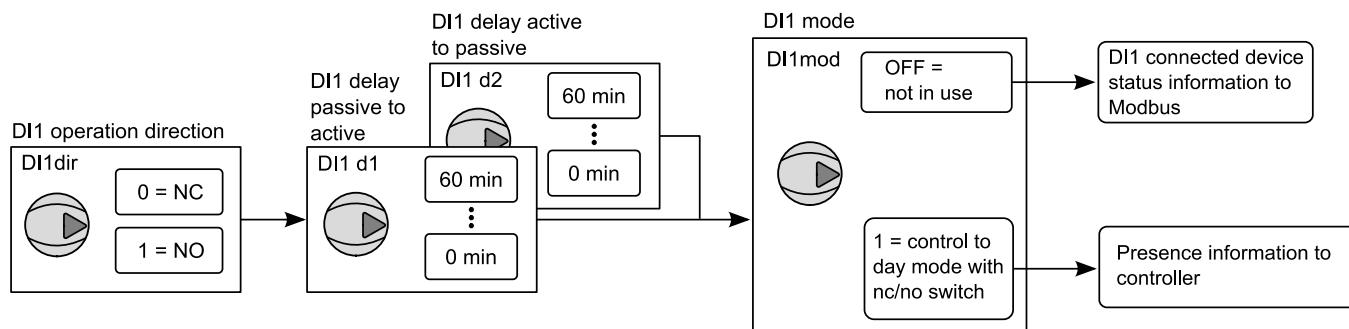 DI1 operation direction
DI1dir
0 = NC
1 = NO
DI1 delay
passive to
active
DI1 d1
60 min
0 min
DI1 delay active
to passive
DI1 d2
60 min
0 min
DI1 mode
DI1mod
OFF =
not in use
1 = control to
day mode with
nc/no switch
DI1 connected device
status information to
Modbus
Presence information to
controller